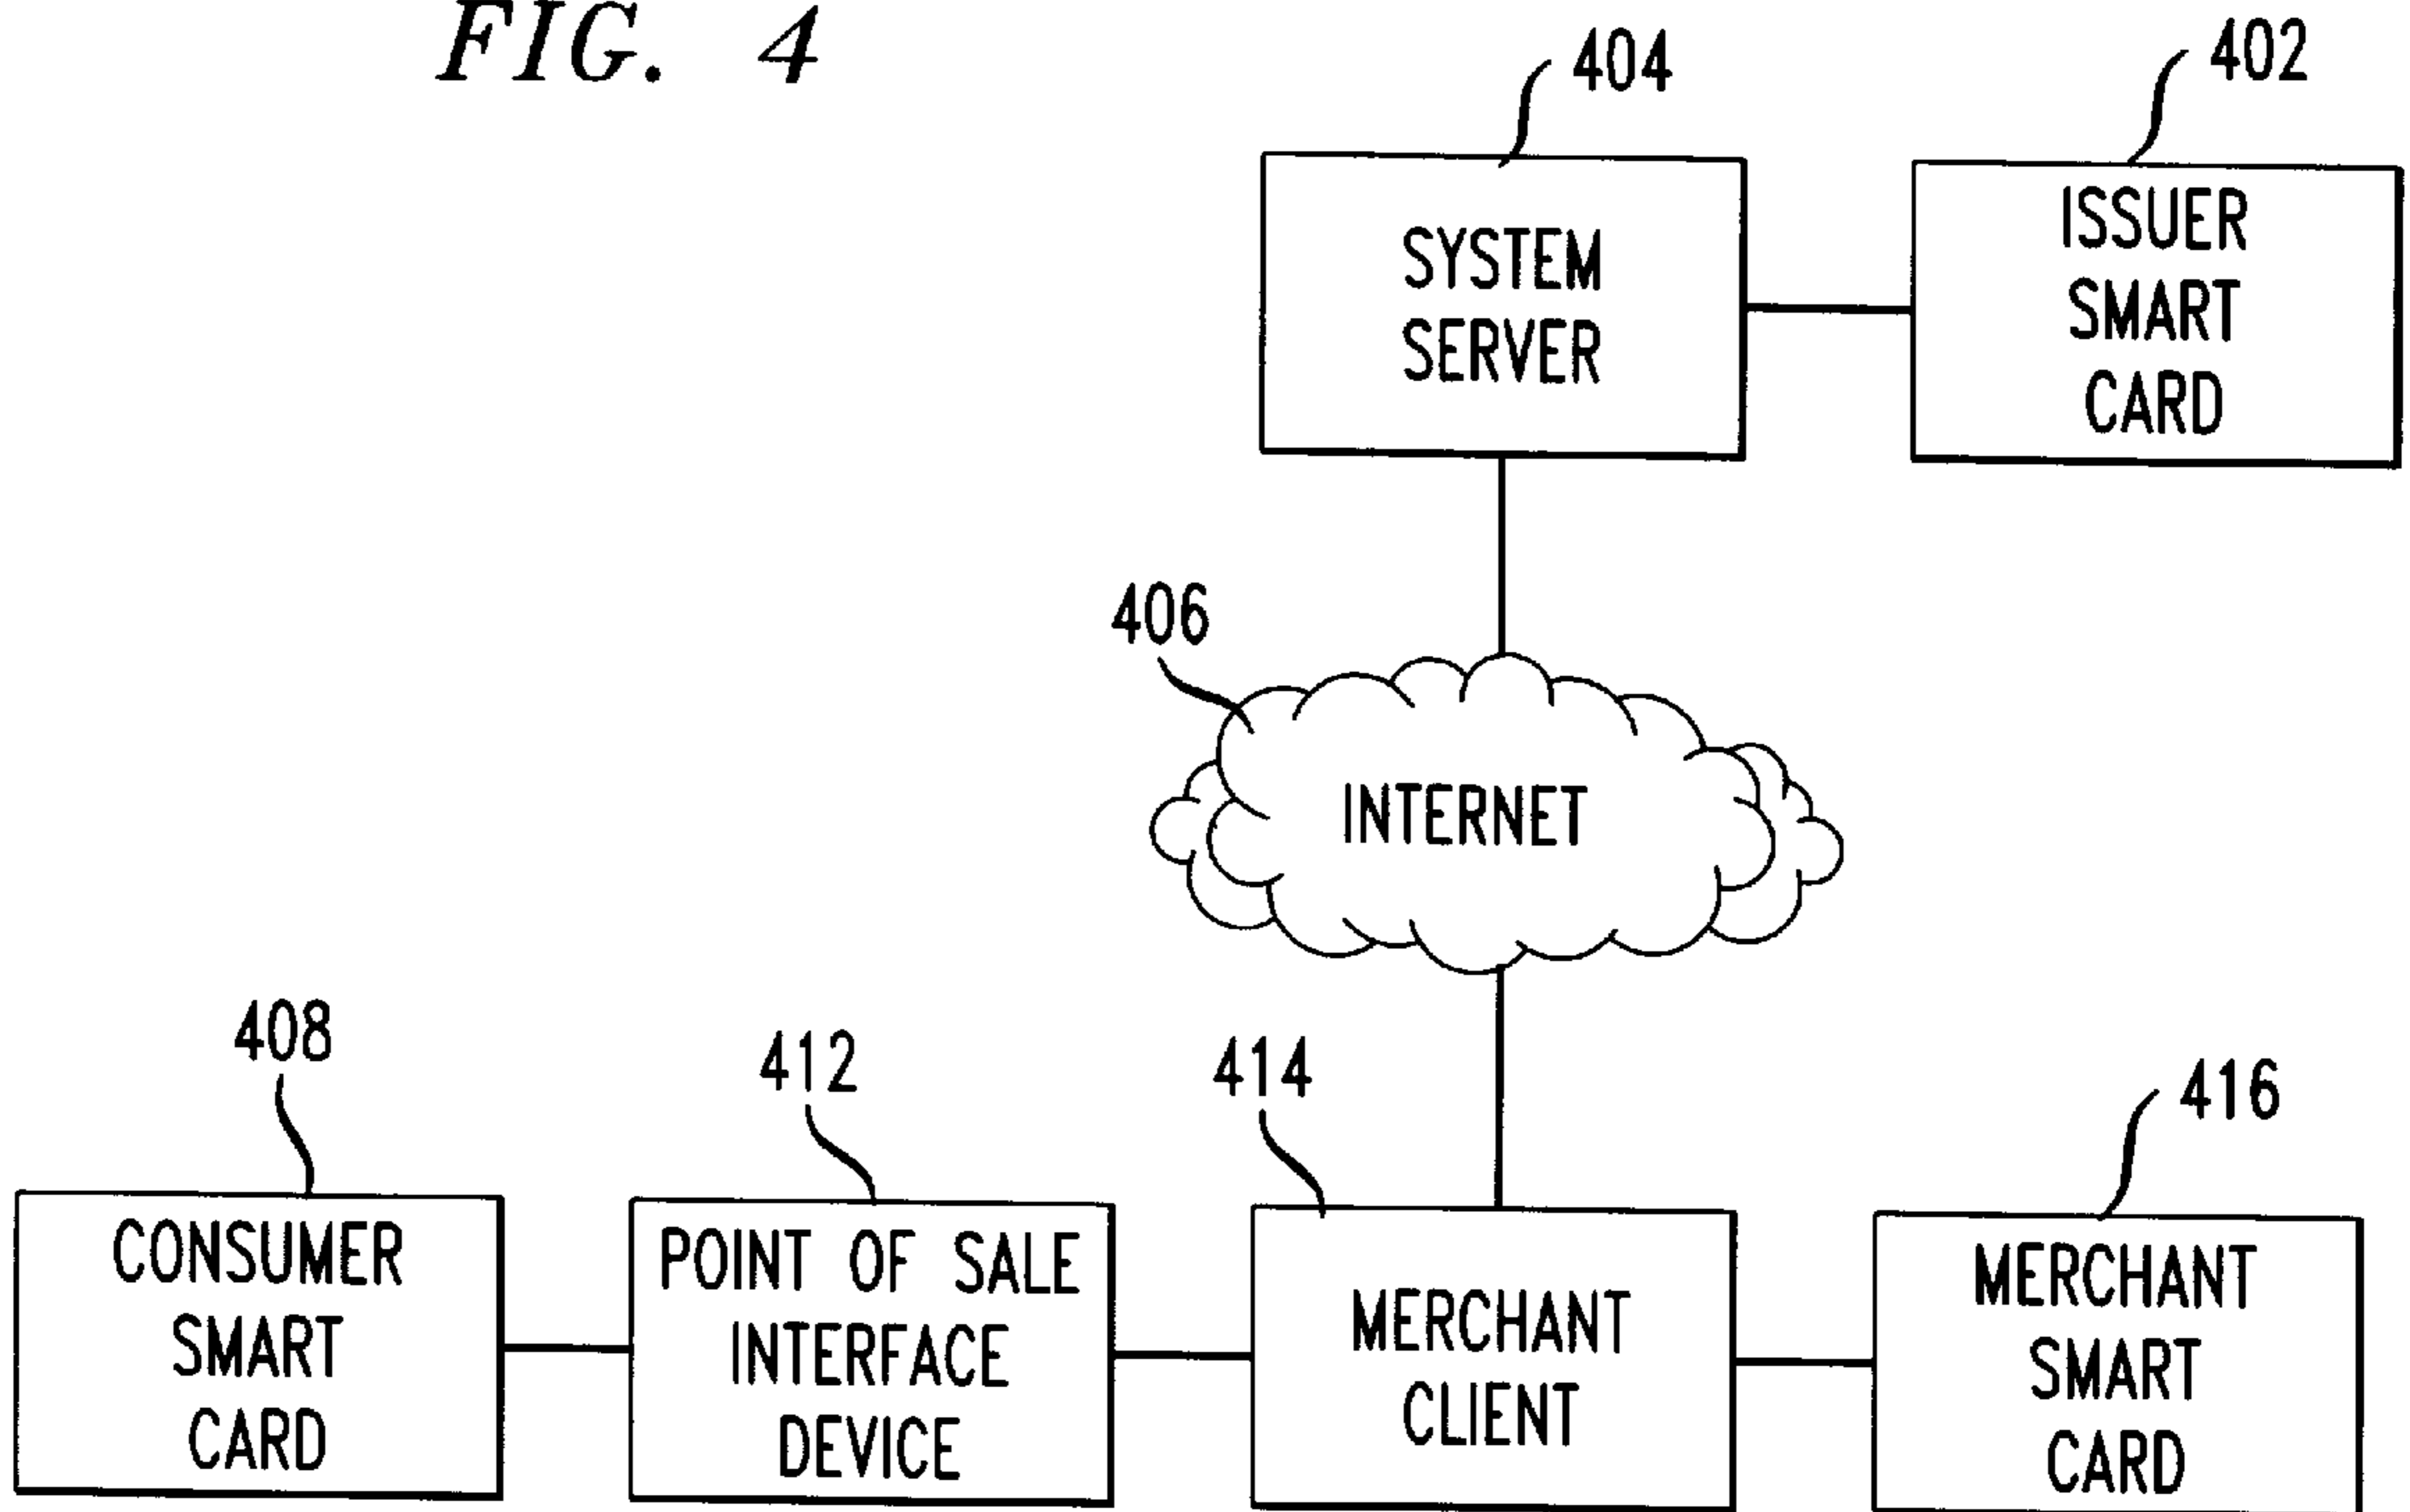 FIG. 4
404
402
SYSTEM
SERVER
ISSUER
SMART
CARD
406
INTERNET
408
412
414
416
CONSUMER
SMART
CARD
POINT OF SALE
INTERFACE
DEVICE
MERCHANT
CLIENT
MERCHANT
SMART
CARD